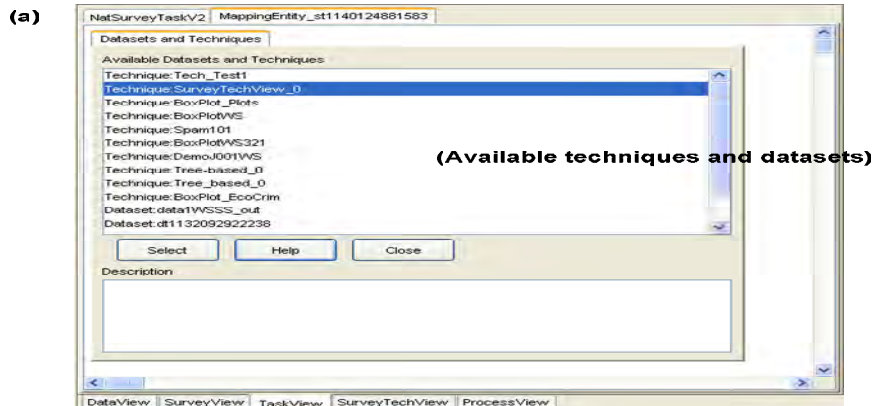 (a)
NatSurveyTaskV2 MappingEntity_st1140124881583
Datasets and Techniques
Available Datasets and Techniques
Technique:Tech_Test1
Technique:SurveyTechView_0
Technique:BoxPlot_Plots
Technique:BoxPlotWS
Technique:Spam101
Technique:BoxPlotWS321
Technique:DemoJ001WS
(Available techniques and datasets)
Technique:Tree-based_0
Technique:Tree_based_0
Technique:BoxPlot_EcoCrim
Dataset:data1WSSS_out
Dataset:dt1132092922238
Select Help Close
Description
DataView SurveyView TaskView SurveyTechView ProcessView